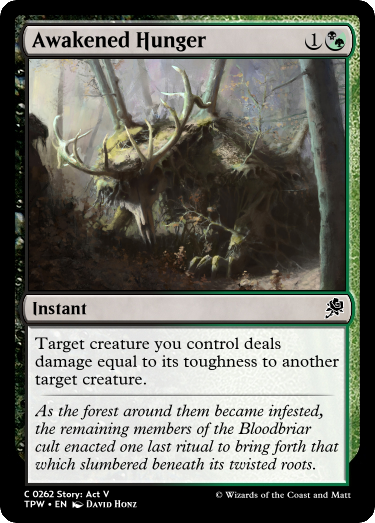 Awakened Hunger 1
Instant
Target creature you control deals
damage equal to its toughness to another
target creature.
As the forest around them became infested,
the remaining members of the Bloodbriar
cult enacted one last ritual to bring forth that
which slumbered beneath its twisted roots.
C 0262 Story: Act V
TPW • EN DAVID HONZ © Wizards of the Coast and Matt